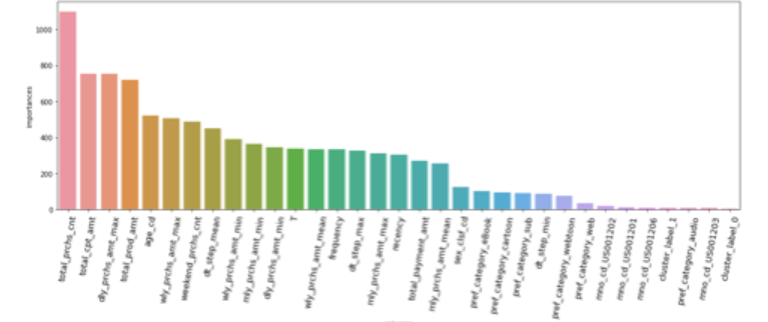 1000
800
600
400
200
0
importances
total_prchs_cnt
total_cpt_amt
dly_prchs_amt_max
total_prod_amt
age_cd
wly_prchs_amt_max
weekend_prchs_cnt
dt_step_mean
wly_prchs_amt_min
mly_prchs_amt_min
dly_prchs_amt_min
T
wly_prchs_amt_mean
frequency
dt_step_max
mly_prchs_amt_max
recency
total_payment_amt
mly_prchs_amt_mean
sex_clsf_cd
pref_category_eBook
pref_category_cartoon
pref_category_sub
dt_step_min
pref_category_webtoon
pref_category_web
mno_cd_US001202
mno_cd_US001201
mno_cd_US001206
cluster_label_1
pref_category_audio
mno_cd_US001203
cluster_label_0